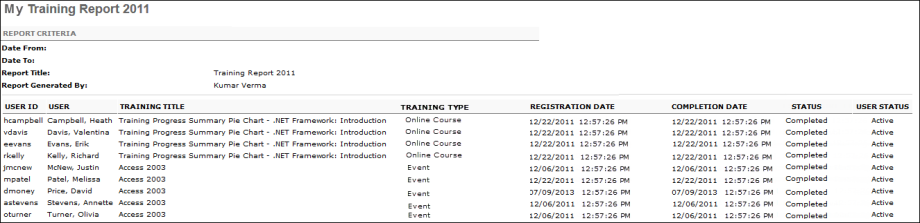 My Training Report 2011
REPORT CRITERIA
Date From:
Date To:
Report Title: Training Report 2011
Report Generated By: Kumar Verma
USER ID USER TRAINING TITLE TRAINING TYPE REGISTRATION DATE COMPLETION DATE STATUS USER STATUS
hcampbell Campbell, Heath Training Progress Summary Pie Chart - .NET Framework: Introduction Online Course 12/22/2011 12:57:26 PM 12/22/2011 12:57:26 PM Completed Active
vdavis Davis, Valentina Training Progress Summary Pie Chart - .NET Framework: Introduction Online Course 12/22/2011 12:57:26 PM 12/22/2011 12:57:26 PM Completed Active
eevans Evans, Erik Training Progress Summary Pie Chart - .NET Framework: Introduction Online Course 12/22/2011 12:57:26 PM 12/22/2011 12:57:26 PM Completed Active
rkelly Kelly, Richard Training Progress Summary Pie Chart - .NET Framework: Introduction Online Course 12/22/2011 12:57:26 PM 12/22/2011 12:57:26 PM Completed Active
jmcnew McNew, Justin Access 2003 Event 12/06/2011 12:57:26 PM 12/06/2011 12:57:26 PM Completed Active
mpatel Patel, Melissa Access 2003 Event 12/22/2011 12:57:26 PM 12/22/2011 12:57:26 PM Completed Active
dmoney Price, David Access 2003 Event 07/09/2013 12:57:26 PM 07/09/2013 12:57:26 PM Completed Active
astevens Stevens, Annette Access 2003 Event 12/06/2011 12:57:26 PM 12/06/2011 12:57:26 PM Completed Active
oturner Turner, Olivia Access 2003 Event 12/06/2011 12:57:26 PM 12/06/2011 12:57:26 PM Completed Active